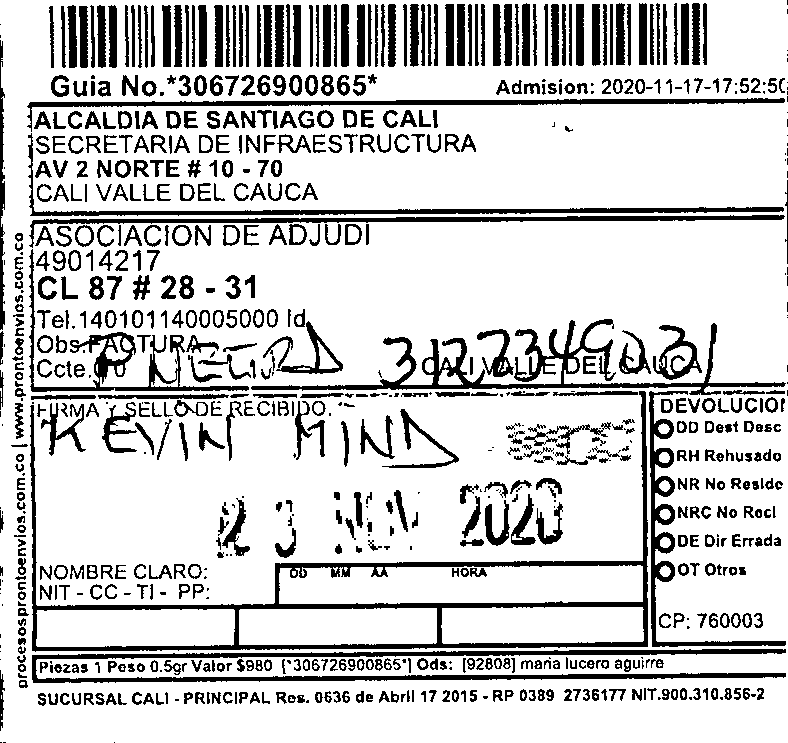 Guia No.*306726900865*
Admision: 2020-11-17-17:52:50
ALCALDIA DE SANTIAGO DE CALI
SECRETARIA DE INFRAESTRUCTURA
AV 2 NORTE # 10 - 70
CALI VALLE DEL CAUCA
ASOCIACION DE ADJUDI
49014217
CL 87 # 28 - 31
Tel.140101140005000 Id
Obs.FACTURA
Ccte.
CALI VALLE DEL CAUCA
FIRMA Y SELLO DE RECIBIDO.
KEVIN
NOV 2020
NOMBRE CLARO:
NIT - CC - TI - PP:
DD MM AA HORA
DEVOLUCION
DD Dest Desc
RH Rehusado
NR No Reside
NRC No Recl
DE Dir Errada
OT Otros
CP: 760003
Piezas 1 Peso 0.5gr Valor $980 [*306726900865*] Ods: [92808] maria lucero aguirre
SUCURSAL CALI - PRINCIPAL Res. 0636 de Abril 17 2015 - RP 0389 2736177 NIT.900.310.856-2
procesosprontoenvios.com.co | www.prontoenvios.com.co